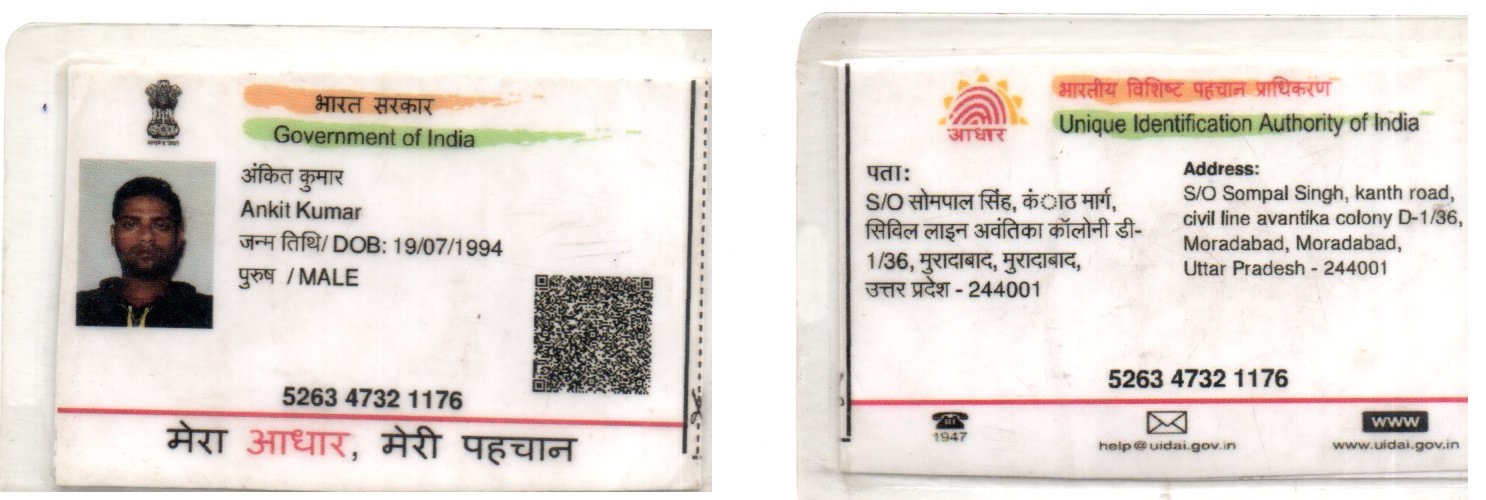 भारत सरकार
Government of India
अंकित कुमार
Ankit Kumar
जन्म तिथि/ DOB: 19/07/1994
पुरुष / MALE
5263 4732 1176
मेरा आधार, मेरी पहचान
आधार
भारतीय विशिष्ट पहचान प्राधिकरण
Unique Identification Authority of India
पता:
S/O सोमपाल सिंह, कंाठ मार्ग,
सिविल लाइन अवंतिका कॉलोनी डी-
1/36, मुरादाबाद, मुरादाबाद,
उत्तर प्रदेश - 244001
Address:
S/O Sompal Singh, kanth road,
civil line avantika colony D-1/36,
Moradabad, Moradabad,
Uttar Pradesh - 244001
5263 4732 1176
1947
help@uidai.gov.in
www
www.uidai.gov.in